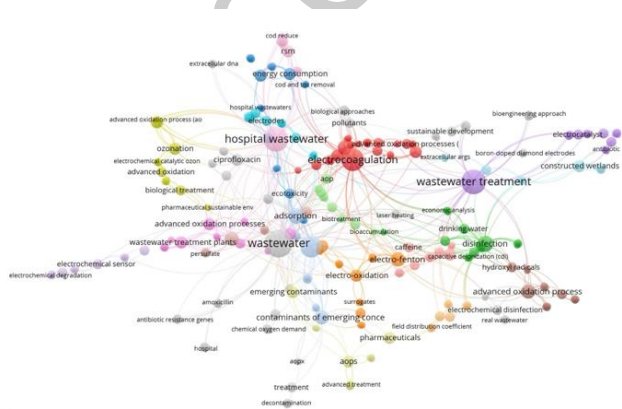 cod reduce
rsm
extracellular dna
energy consumption
cod and tss removal
hospital wastewaters
biological approaches
bioengineering approach
advanced oxidation process (ao
electrodes
pollutants
sustainable development
electrocatalyst
hospital wastewater
advanced oxidation processes (
ozonation
antibiotic
ciprofloxacin
electrocoagulation
extracellular args
boron-doped diamond electrodes
electrochemical catalytic ozon
constructed wetlands
advanced oxidation
aop
wastewater treatment
biological treatment
ecotoxicity
pharmaceutical sustainable env
economic analysis
adsorption
biotreatment
laser heating
advanced oxidation processes
drinking water
bioaccumulation
wastewater treatment plants
wastewater
caffeine
disinfection
persulfate
capacitive deionization (cdi)
electro-fenton
electrochemical sensor
hydroxyl radicals
electrochemical degradation
electro-oxidation
emerging contaminants
advanced oxidation process
amoxicillin
surrogates
electrochemical disinfection
antibiotic resistance genes
contaminants of emerging conce
real wastewater
chemical oxygen demand
field distribution coefficient
pharmaceuticals
hospital
aopx
aops
treatment
advanced treatment
decontamination